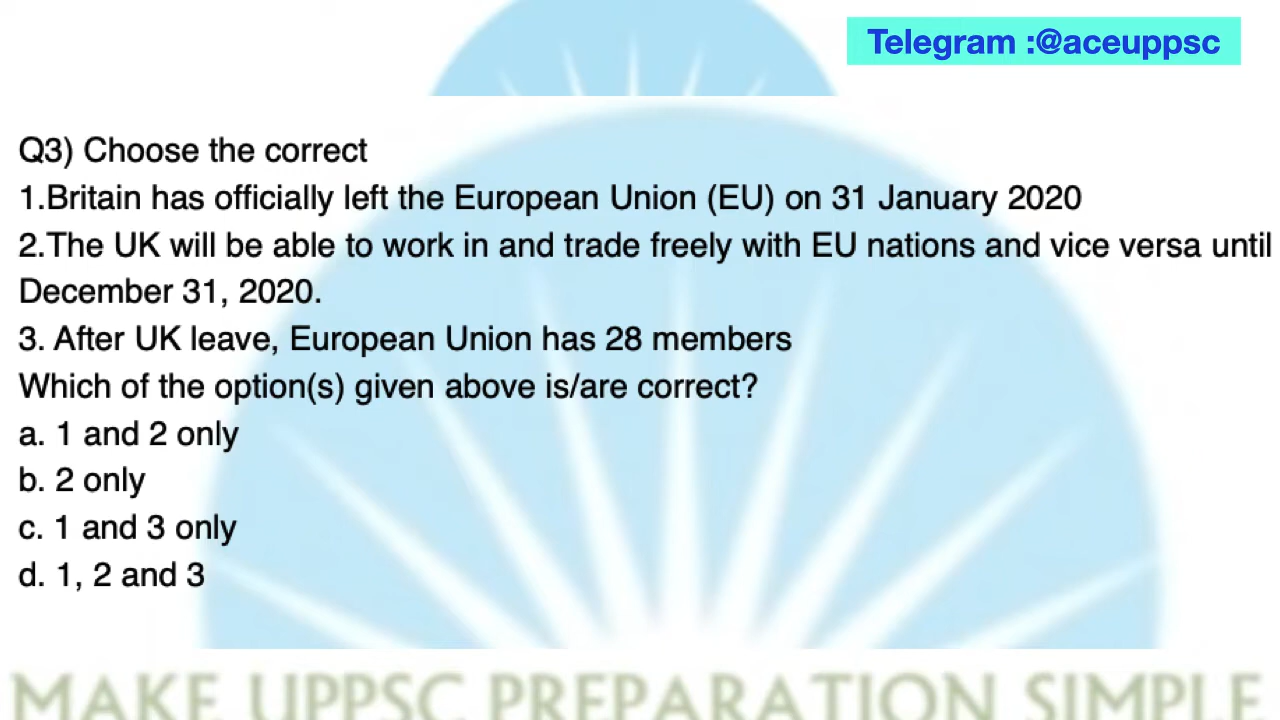 Telegram :@aceuppsc
Q3) Choose the correct
1.Britain has officially left the European Union (EU) on 31 January 2020
2.The UK will be able to work in and trade freely with EU nations and vice versa until
December 31, 2020.
3. After UK leave, European Union has 28 members
Which of the option(s) given above is/are correct?
a. 1 and 2 only
b. 2 only
c. 1 and 3 only
d. 1, 2 and 3
MAKE UPPSC PREPARATION SIMPLE